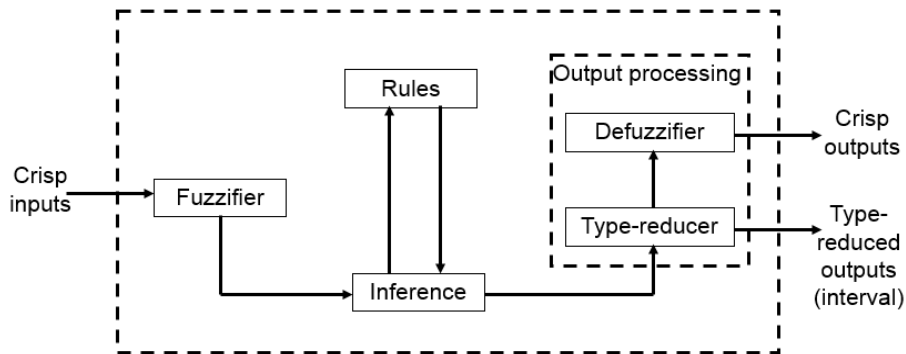 Output processing
Rules
Defuzzifier
Crisp
outputs
Crisp
inputs
Fuzzifier
Type-reducer
Type-
reduced
outputs
(interval)
Inference